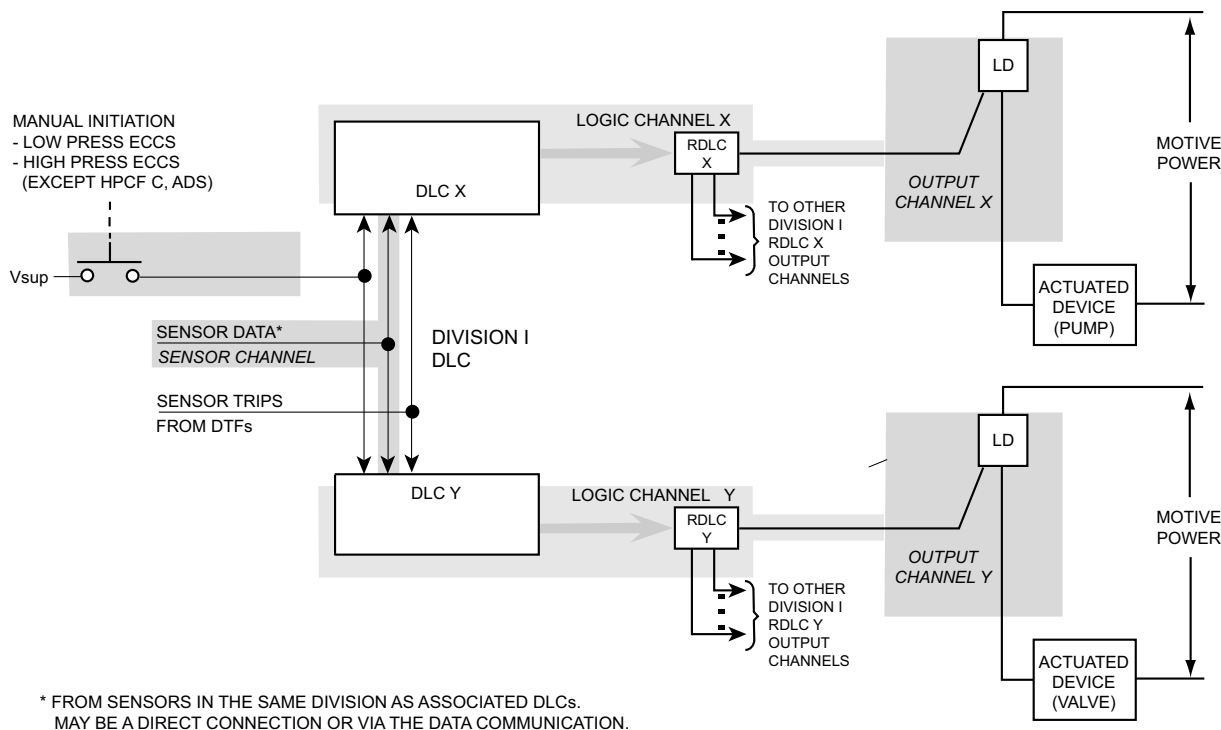 MANUAL INITIATION
- LOW PRESS ECCS
- HIGH PRESS ECCS
(EXCEPT HPCF C, ADS)
Vsup
DLC X
LOGIC CHANNEL X
RDLC
X
TO OTHER
DIVISION I
RDLC X
OUTPUT
CHANNELS
LD
OUTPUT
CHANNEL X
MOTIVE
POWER
ACTUATED
DEVICE
(PUMP)
SENSOR DATA*
SENSOR CHANNEL
DIVISION I
DLC
SENSOR TRIPS
FROM DTFs
DLC Y
LOGIC CHANNEL Y
RDLC
Y
TO OTHER
DIVISION I
RDLC Y
OUTPUT
CHANNELS
LD
OUTPUT
CHANNEL Y
MOTIVE
POWER
ACTUATED
DEVICE
(VALVE)
* FROM SENSORS IN THE SAME DIVISION AS ASSOCIATED DLCs.
MAY BE A DIRECT CONNECTION OR VIA THE DATA COMMUNICATION.